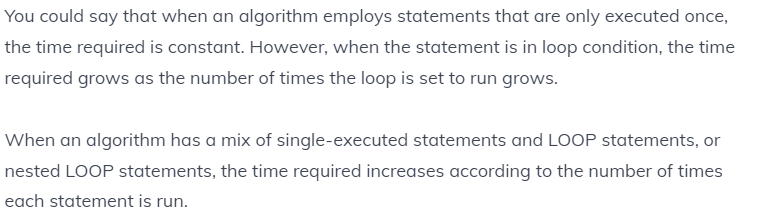 You could say that when an algorithm employs statements that are only executed once,
the time required is constant. However, when the statement is in loop condition, the time
required grows as the number of times the loop is set to run grows.
When an algorithm has a mix of single-executed statements and LOOP statements, or
nested LOOP statements, the time required increases according to the number of times
each statement is run.